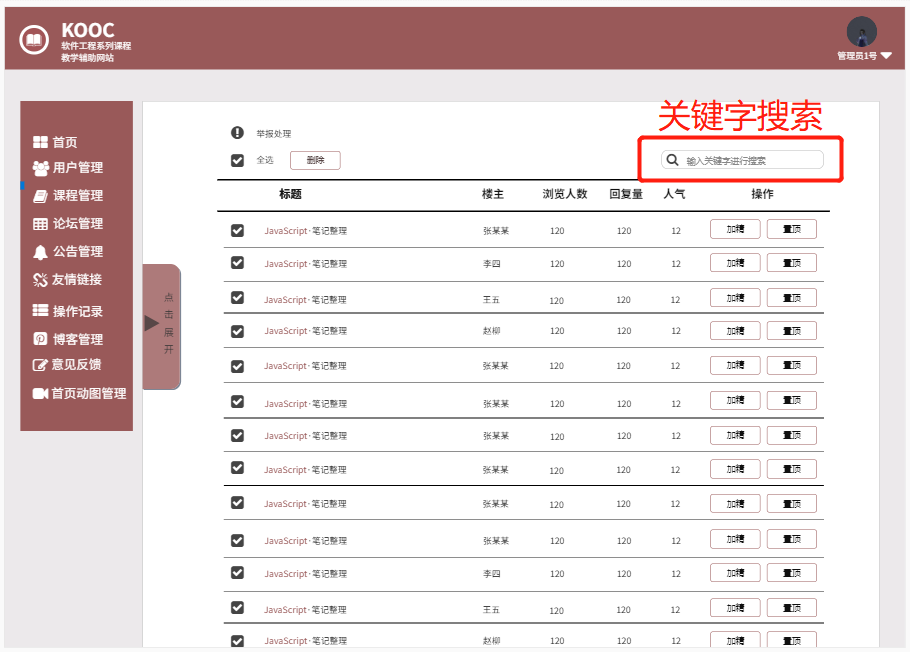 KOOC
软件工程系列课程
教学辅助网站
管理员1号
首页
用户管理
课程管理
论坛管理
公告管理
友情链接
操作记录
博客管理
意见反馈
首页动图管理
点
击
展
开
关键字搜索
举报处理
全选 删除
输入关键字进行搜索
标题 楼主 浏览人数 回复量 人气 操作
JavaScript·笔记整理 张某某 120 120 12 加精 置顶
JavaScript·笔记整理 李四 120 120 12 加精 置顶
JavaScript·笔记整理 王五 120 120 12 加精 置顶
JavaScript·笔记整理 赵柳 120 120 12 加精 置顶
JavaScript·笔记整理 张某某 120 120 12 加精 置顶
JavaScript·笔记整理 张某某 120 120 12 加精 置顶
JavaScript·笔记整理 张某某 120 120 12 加精 置顶
JavaScript·笔记整理 张某某 120 120 12 加精 置顶
JavaScript·笔记整理 张某某 120 120 12 加精 置顶
JavaScript·笔记整理 张某某 120 120 12 加精 置顶
JavaScript·笔记整理 李四 120 120 12 加精 置顶
JavaScript·笔记整理 王五 120 120 12 加精 置顶
JavaScript·笔记整理 赵柳 120 120 12 加精 置顶